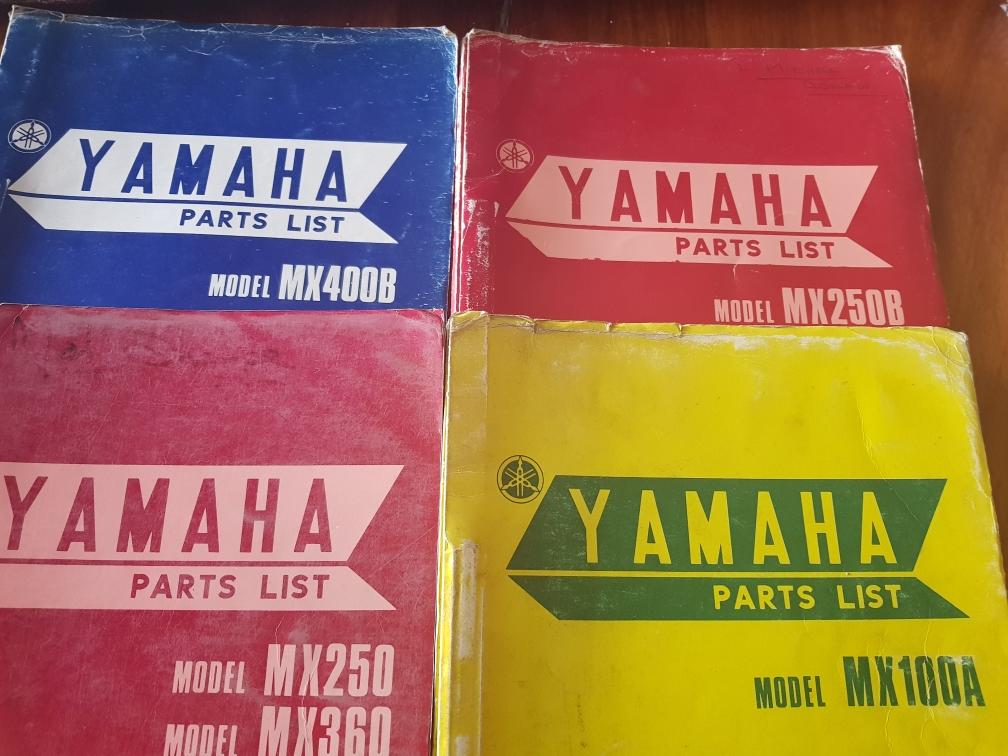 YAMAHA
PARTS LIST
MODEL MX400B
YAMAHA
PARTS LIST
MODEL MX250B
YAMAHA
PARTS LIST
MODEL MX250
MODEL MX360
YAMAHA
PARTS LIST
MODEL MX100A